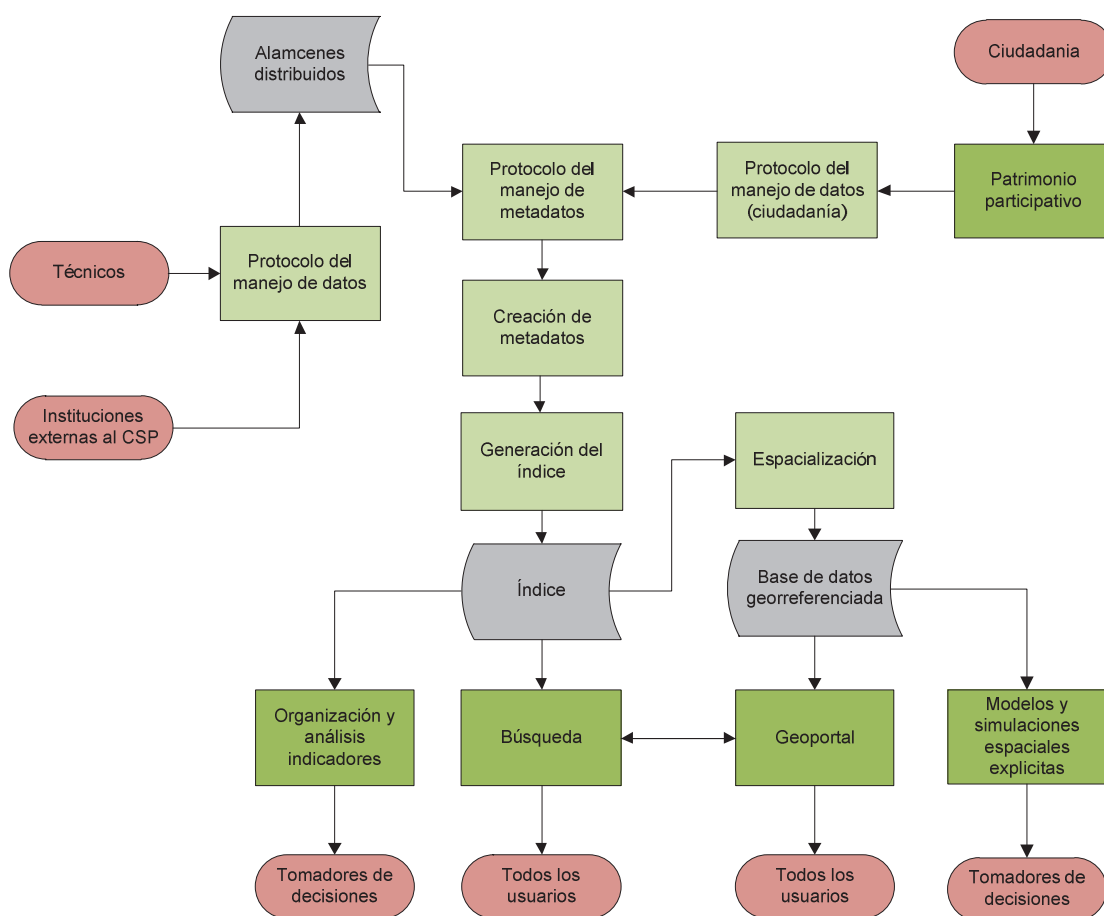 Alamcenes
distribuidos
Ciudadania
Protocolo del
manejo de
metadatos
Protocolo del
manejo de datos
(ciudadanía)
Patrimonio
participativo
Técnicos
Protocolo del
manejo de datos
Creación de
metadatos
Instituciones
externas al CSP
Generación del
índice
Espacialización
Índice
Base de datos
georreferenciada
Organización y
análisis
indicadores
Búsqueda
Geoportal
Modelos y
simulaciones
espaciales
explicitas
Tomadores de
decisiones
Todos los
usuarios
Todos los
usuarios
Tomadores de
decisiones